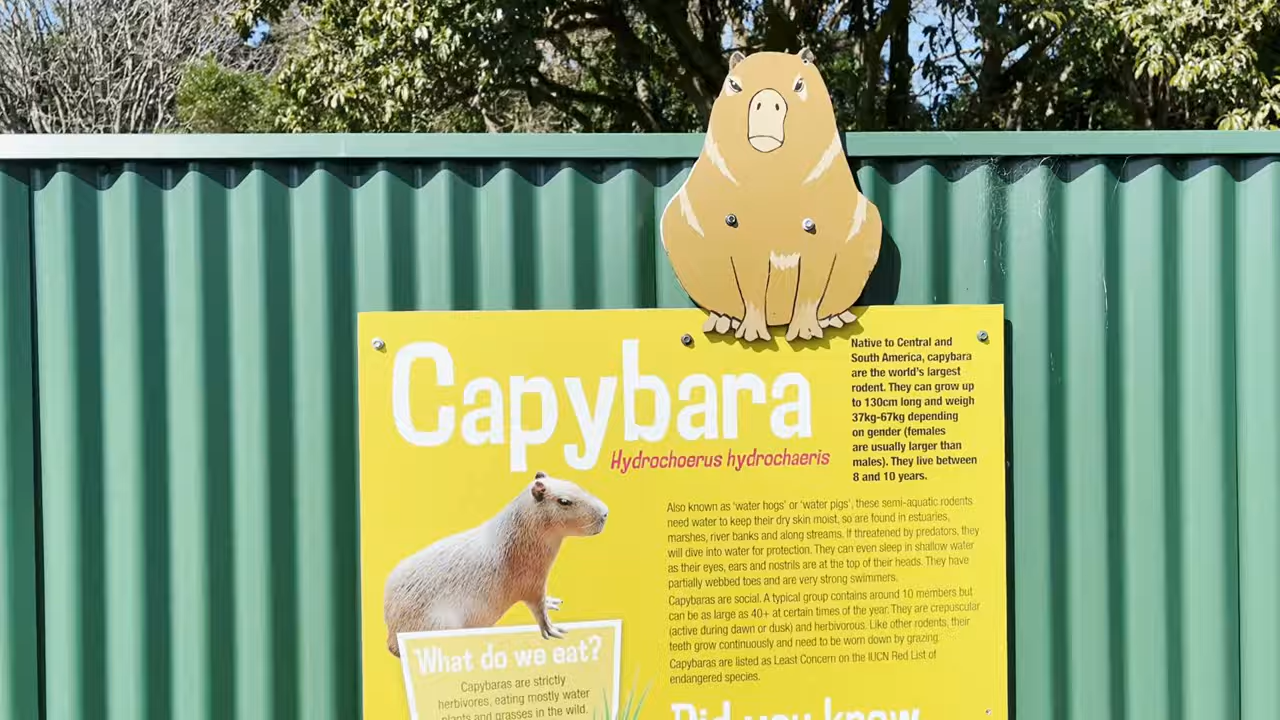 Capybara
Hydrochoerus hydrochaeris
Native to Central and
South America, capybara
are the world's largest
rodent. They can grow up
to 130cm long and weigh
37kg-67kg depending
on gender (females
are usually larger than
males). They live between
8 and 10 years.
Also known as 'water hogs' or 'water pigs', these semi-aquatic rodents
need water to keep their dry skin moist, so are found in estuaries,
marshes, river banks and along streams. If threatened by predators, they
will dive into water for protection. They can even sleep in shallow water
as their eyes, ears and nostrils are at the top of their heads. They have
partially webbed toes and are very strong swimmers.
Capybaras are social. A typical group contains around 10 members but
can be as large as 40+ at certain times of the year. They are crepuscular
(active during dawn or dusk) and herbivorous. Like other rodents, their
teeth grow continuously and need to be worn down by grazing.
Capybaras are listed as Least Concern on the IUCN Red List of
endangered species.
What do we eat?
Capybaras are strictly
herbivores, eating mostly water
plants and grasses in the wild.
Did you know